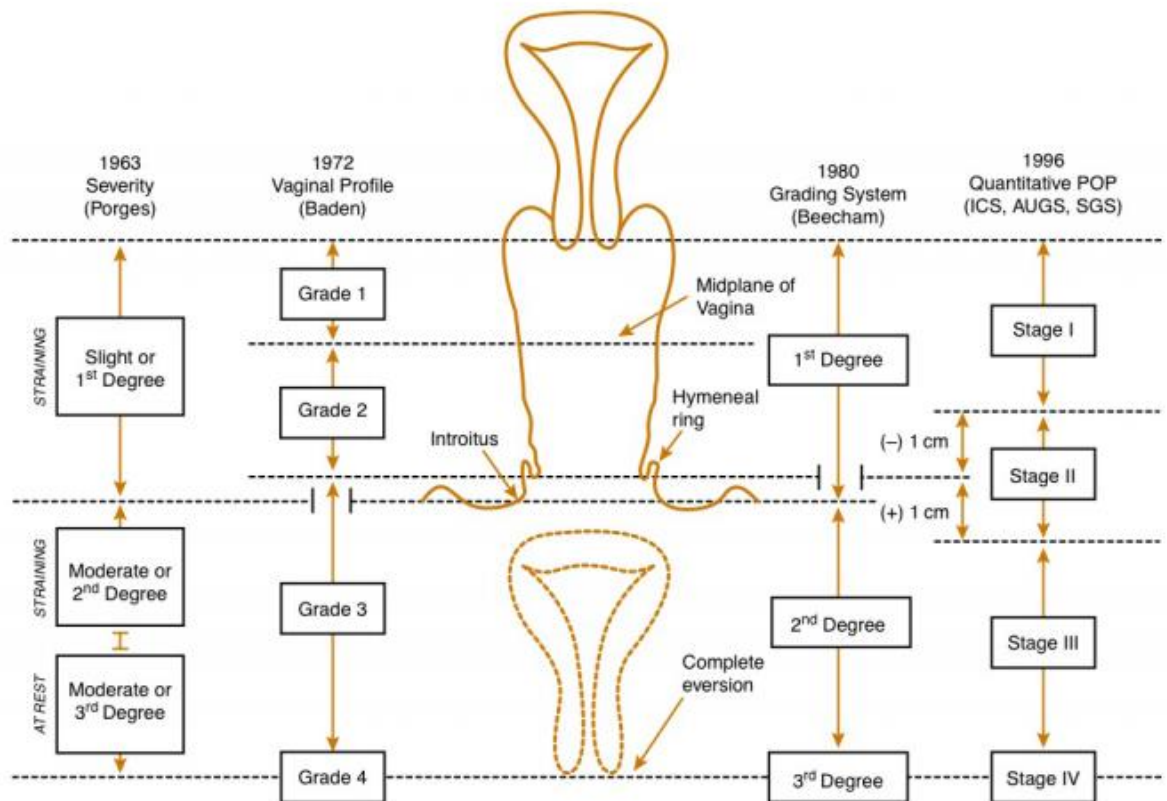 1963
Severity
(Porges)
1972
Vaginal Profile
(Baden)
1980
Grading System
(Beecham)
1996
Quantitative POP
(ICS, AUGS, SGS)
STRAINING
Slight or
1st Degree
Grade 1
Grade 2
Midplane of
Vagina
Introitus
Hymeneal
ring
1st Degree
Stage I
(–) 1 cm
Stage II
(+) 1 cm
STRAINING
Moderate or
2nd Degree
Grade 3
2nd Degree
Stage III
AT REST
Moderate or
3rd Degree
Complete
eversion
Grade 4
3rd Degree
Stage IV